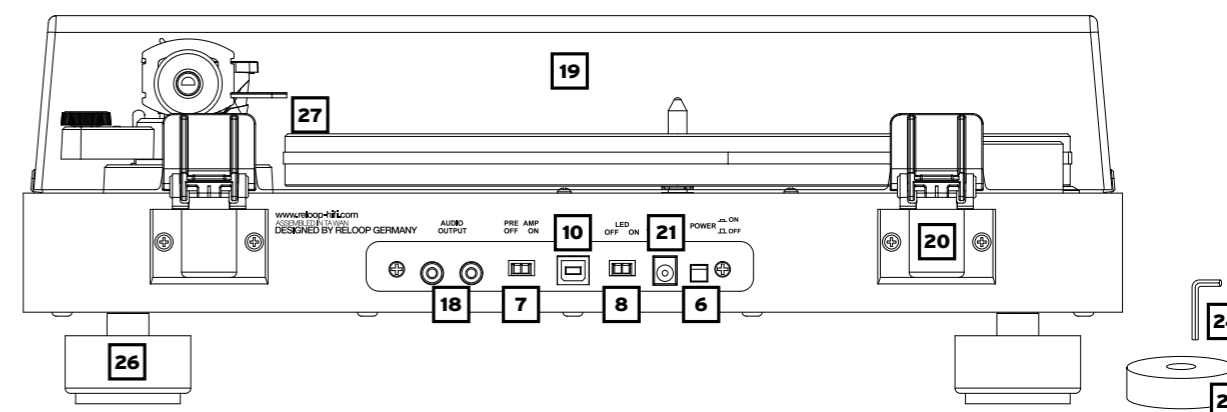 19
27
www.reloop-hifi.com
ASSEMBLED IN TAIWAN
DESIGNED BY RELOOP GERMANY
AUDIO
OUTPUT
PRE AMP
OFF ON
10
LED
OFF ON
21
POWER
ON
OFF
20
18
7
8
6
26